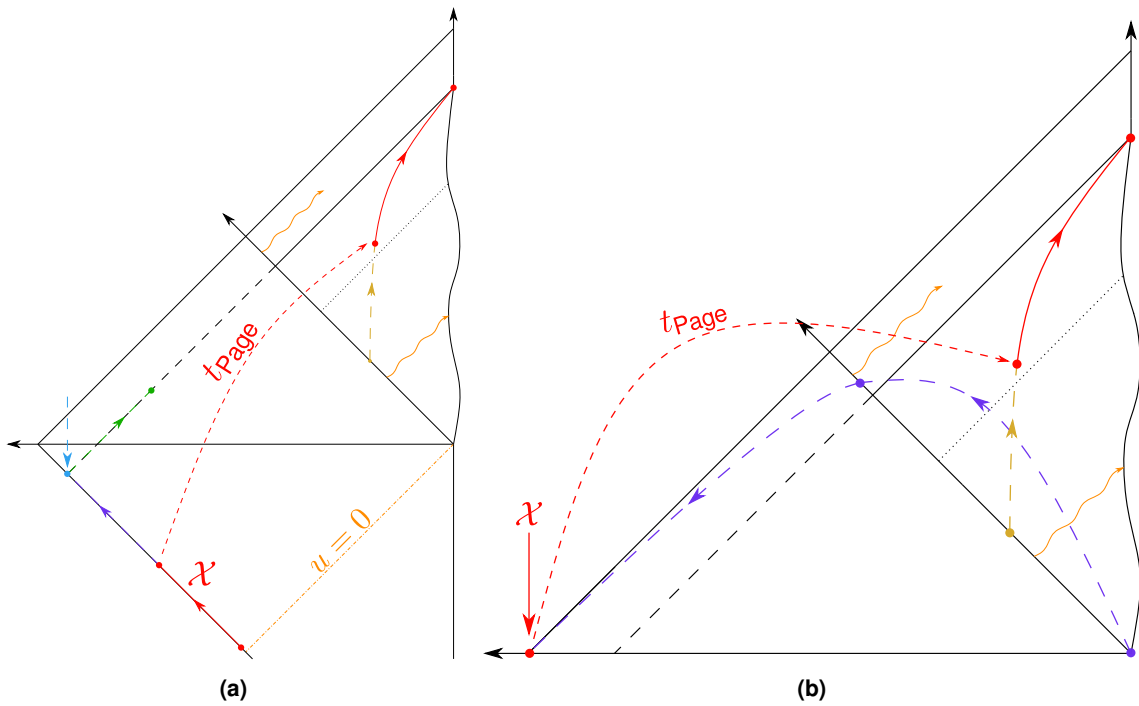 t_Page
𝒳
u = 0
(a)
t_Page
𝒳
(b)